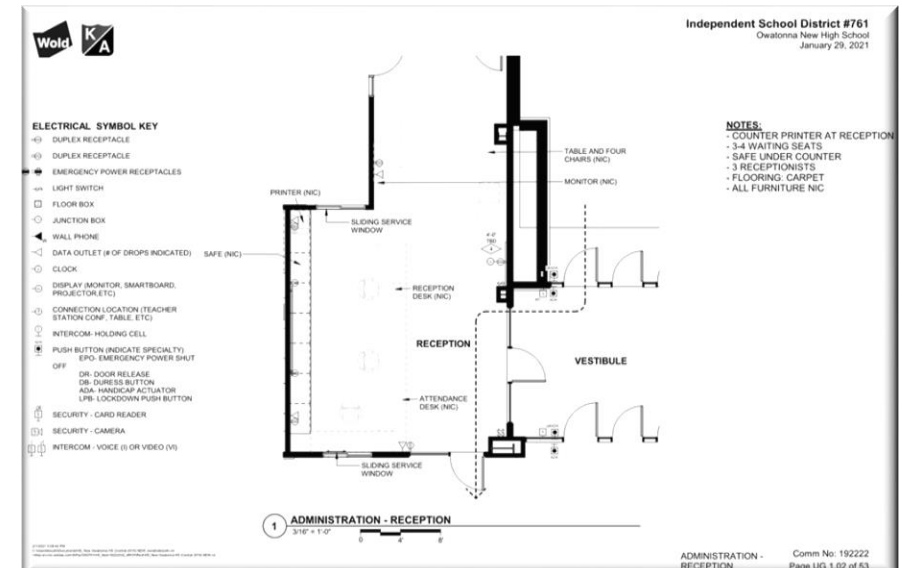 Wold
K
A
Independent School District #761
Owatonna New High School
January 29, 2021
ELECTRICAL SYMBOL KEY
DUPLEX RECEPTACLE
DUPLEX RECEPTACLE
EMERGENCY POWER RECEPTACLES
LIGHT SWITCH
FLOOR BOX
JUNCTION BOX
WALL PHONE
DATA OUTLET (# OF DROPS INDICATED)
CLOCK
DISPLAY (MONITOR, SMARTBOARD,
PROJECTOR,ETC)
CONNECTION LOCATION (TEACHER
STATION CONF, TABLE, ETC)
INTERCOM- HOLDING CELL
PUSH BUTTON (INDICATE SPECIALTY)
EPO- EMERGENCY POWER SHUT
OFF
DR- DOOR RELEASE
DB- DURESS BUTTON
ADA- HANDICAP ACTUATOR
LPB- LOCKDOWN PUSH BUTTON
SECURITY - CARD READER
SECURITY - CAMERA
INTERCOM - VOICE (I) OR VIDEO (VI)
PRINTER (NIC)
SAFE (NIC)
SLIDING SERVICE
WINDOW
TABLE AND FOUR
CHAIRS (NIC)
MONITOR (NIC)
RECEPTION
DESK (NIC)
RECEPTION
VESTIBULE
ATTENDANCE
DESK (NIC)
SLIDING SERVICE
WINDOW
NOTES:
- COUNTER PRINTER AT RECEPTION
- 3-4 WAITING SEATS
- SAFE UNDER COUNTER
- 3 RECEPTIONISTS
- FLOORING: CARPET
- ALL FURNITURE NIC
1
ADMINISTRATION - RECEPTION
3/16" = 1'-0"
0 4' 8'
ADMINISTRATION -
RECEPTION
Comm No: 192222
Page UG 1.02 of 53